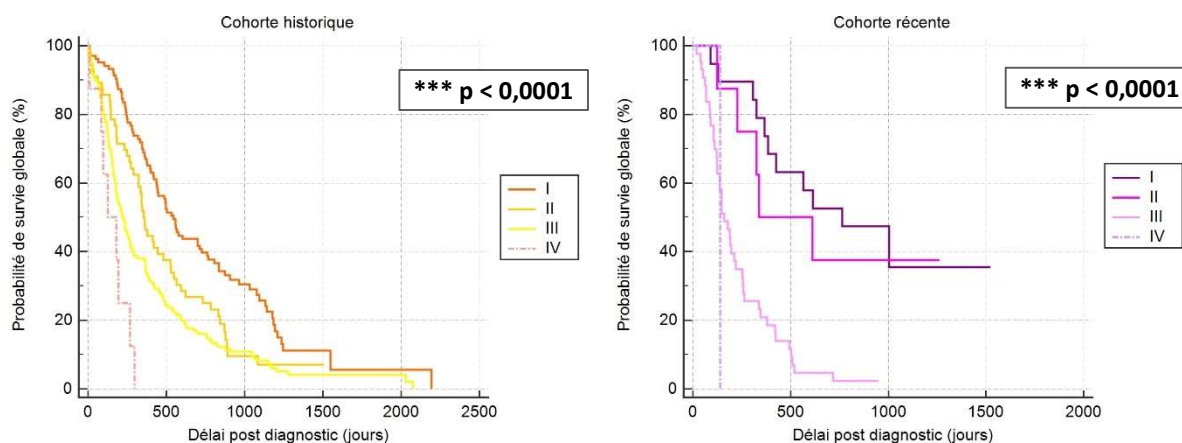 Cohorte historique
Probabilité de survie globale (%)
100
80
60
40
20
0
*** p < 0,0001
I
II
III
IV
0 500 1000 1500 2000 2500
Délai post diagnostic (jours)
Cohorte récente
Probabilité de survie globale (%)
100
80
60
40
20
0
*** p < 0,0001
I
II
III
IV
0 500 1000 1500 2000
Délai post diagnostic (jours)